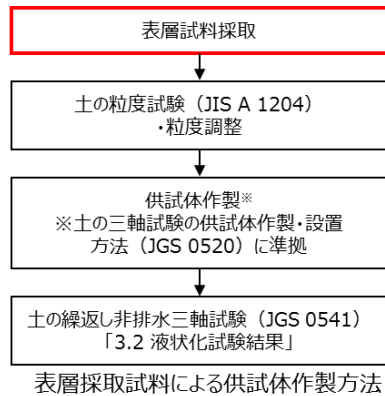 表層試料採取
土の粒度試験（JIS A 1204）
・粒度調整
供試体作製※
※土の三軸試験の供試体作製・設置
方法（JGS 0520）に準拠
土の繰返し非排水三軸試験（JGS 0541）
「3.2 液状化試験結果」
表層採取試料による供試体作製方法